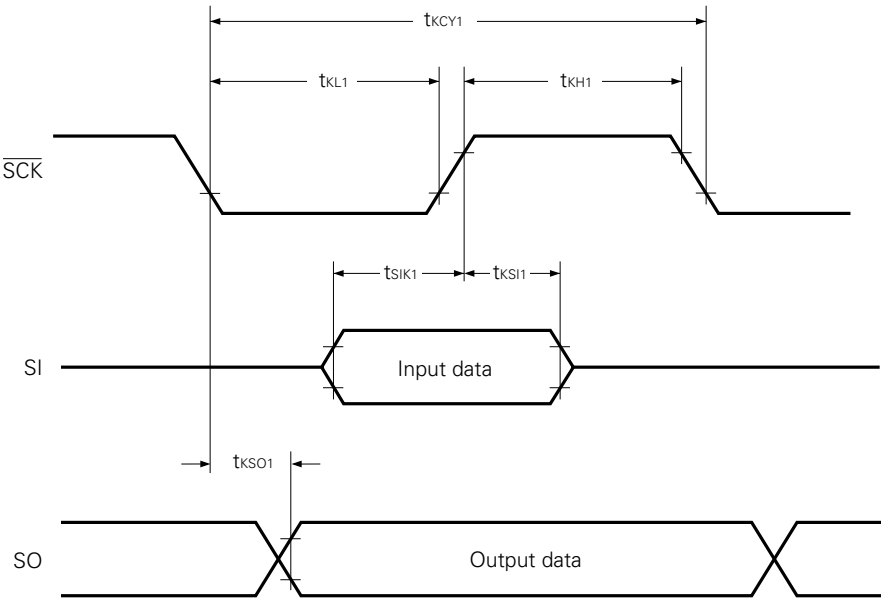 tKCY1
tKL1 tKH1
SCK
tSIK1 tKSI1
SI Input data
tKSO1
SO Output data